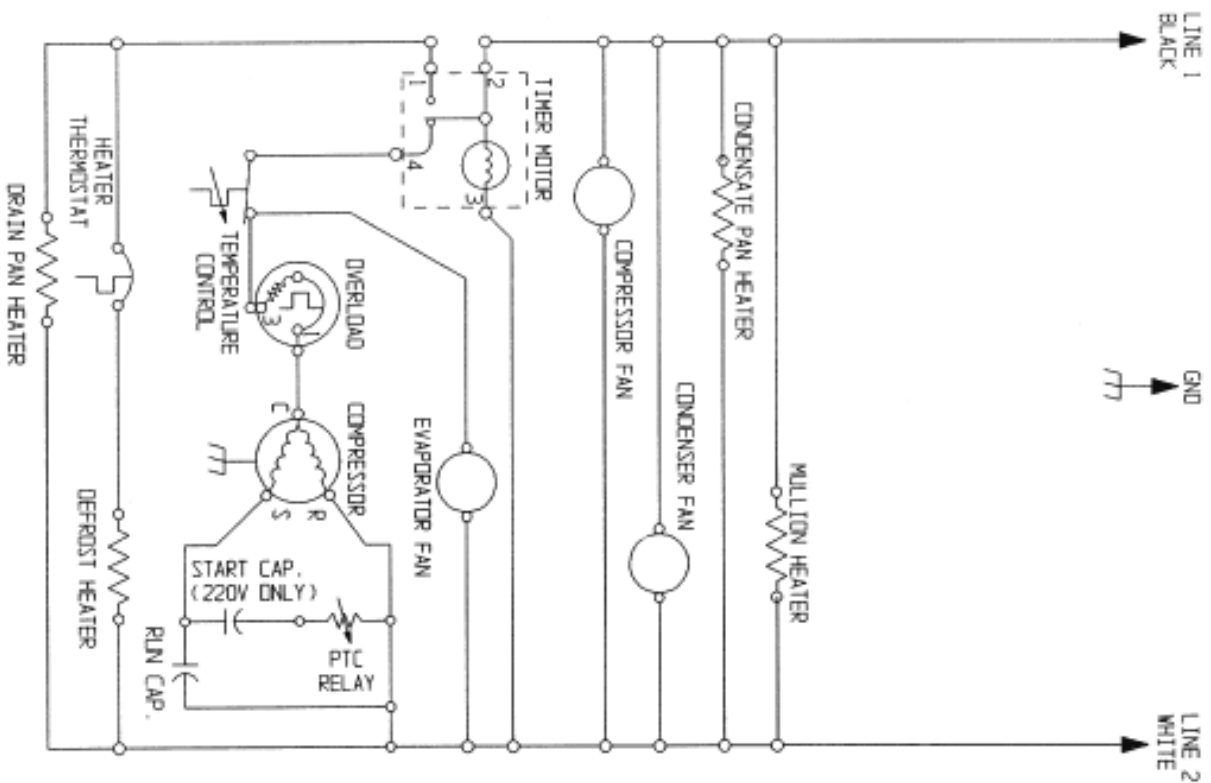 LINE 1
BLACK
GND
LINE 2
WHITE
MULLION HEATER
CONDENSATE PAN HEATER
CONDENSER FAN
COMPRESSOR FAN
TIMER MOTOR
1
2
3
4
EVAPORATOR FAN
TEMPERATURE
CONTROL
OVERLOAD
3
1
COMPRESSOR
C
S
R
START CAP.
(220V ONLY)
PTC
RELAY
RUN CAP.
HEATER
THERMOSTAT
DEFROST HEATER
DRAIN PAN HEATER